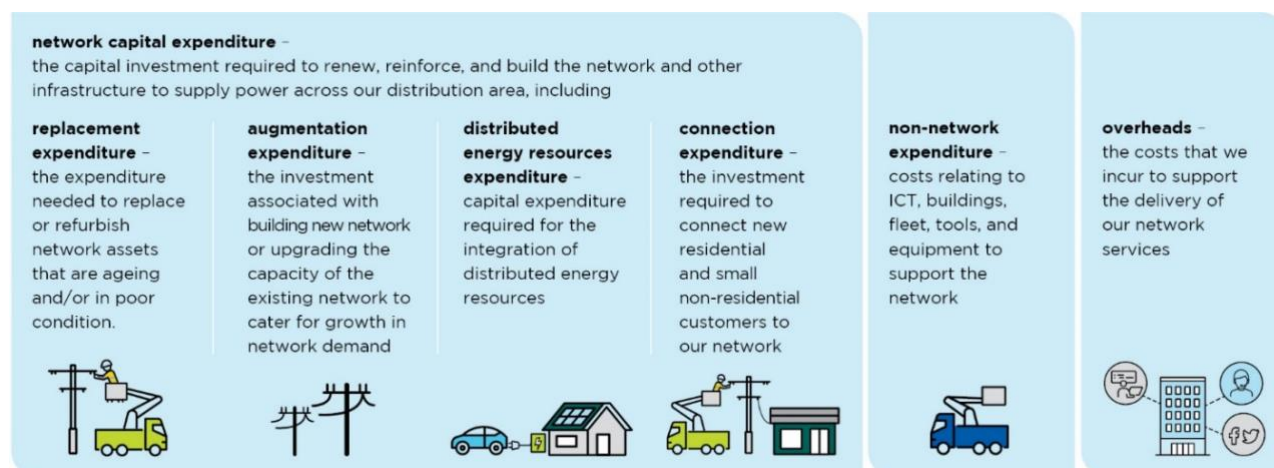 network capital expenditure –
the capital investment required to renew, reinforce, and build the network and other
infrastructure to supply power across our distribution area, including
replacement
expenditure –
the expenditure
needed to replace
or refurbish
network assets
that are ageing
and/or in poor
condition.
augmentation
expenditure –
the investment
associated with
building new network
or upgrading the
capacity of the
existing network to
cater for growth in
network demand
distributed
energy resources
expenditure –
capital expenditure
required for the
integration of
distributed energy
resources
connection
expenditure –
the investment
required to
connect new
residential
and small
non-residential
customers to
our network
non-network
expenditure –
costs relating to
ICT, buildings,
fleet, tools, and
equipment to
support the
network
overheads –
the costs that we
incur to support
the delivery of
our network
services